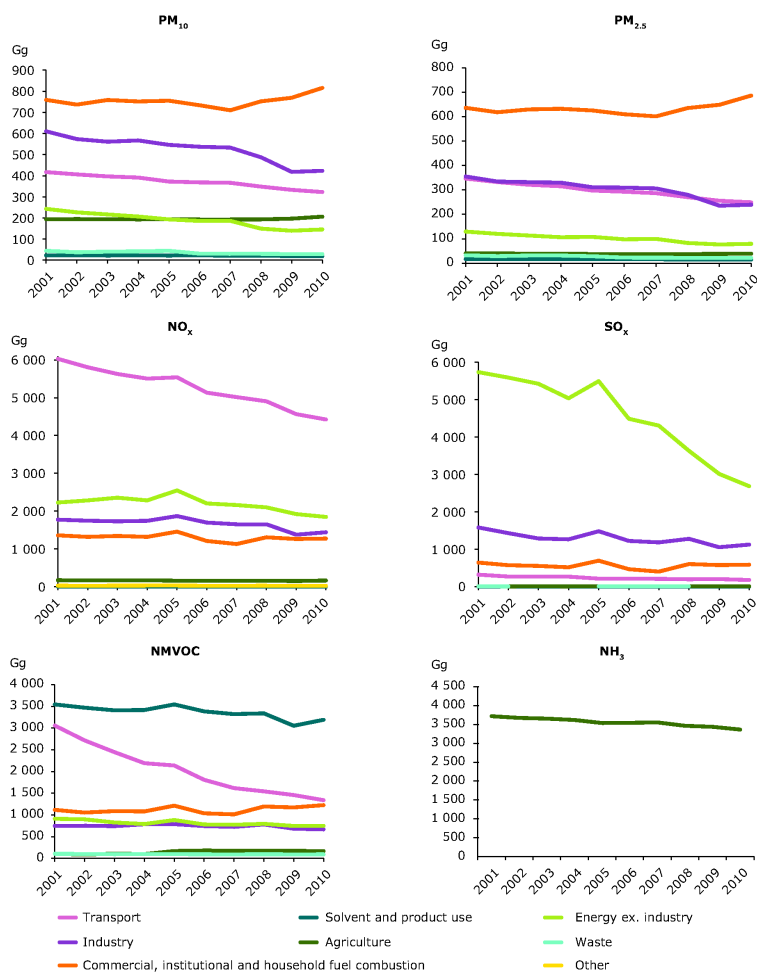 PM10
Gg
900
800
700
600
500
400
300
200
100
0
2001 2002 2003 2004 2005 2006 2007 2008 2009 2010
PM2.5
Gg
800
700
600
500
400
300
200
100
0
2001 2002 2003 2004 2005 2006 2007 2008 2009 2010
NOx
Gg
6 000
5 000
4 000
3 000
2 000
1 000
0
2001 2002 2003 2004 2005 2006 2007 2008 2009 2010
SOx
Gg
6 000
5 000
4 000
3 000
2 000
1 000
0
2001 2002 2003 2004 2005 2006 2007 2008 2009 2010
NMVOC
Gg
4 000
3 500
3 000
2 500
2 000
1 500
1 000
500
0
2001 2002 2003 2004 2005 2006 2007 2008 2009 2010
NH3
Gg
4 500
4 000
3 500
3 000
2 500
2 000
1 500
1 000
500
0
2001 2002 2003 2004 2005 2006 2007 2008 2009 2010
Transport Solvent and product use Energy ex. industry
Industry Agriculture Waste
Commercial, institutional and household fuel combustion Other